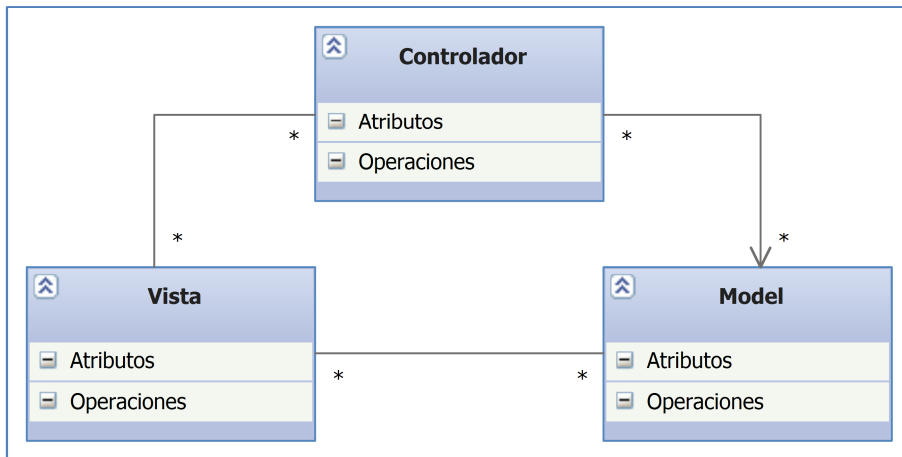 Controlador
Atributos
Operaciones
*
*
*
*
Vista
Atributos
Operaciones
Model
Atributos
Operaciones
*
*